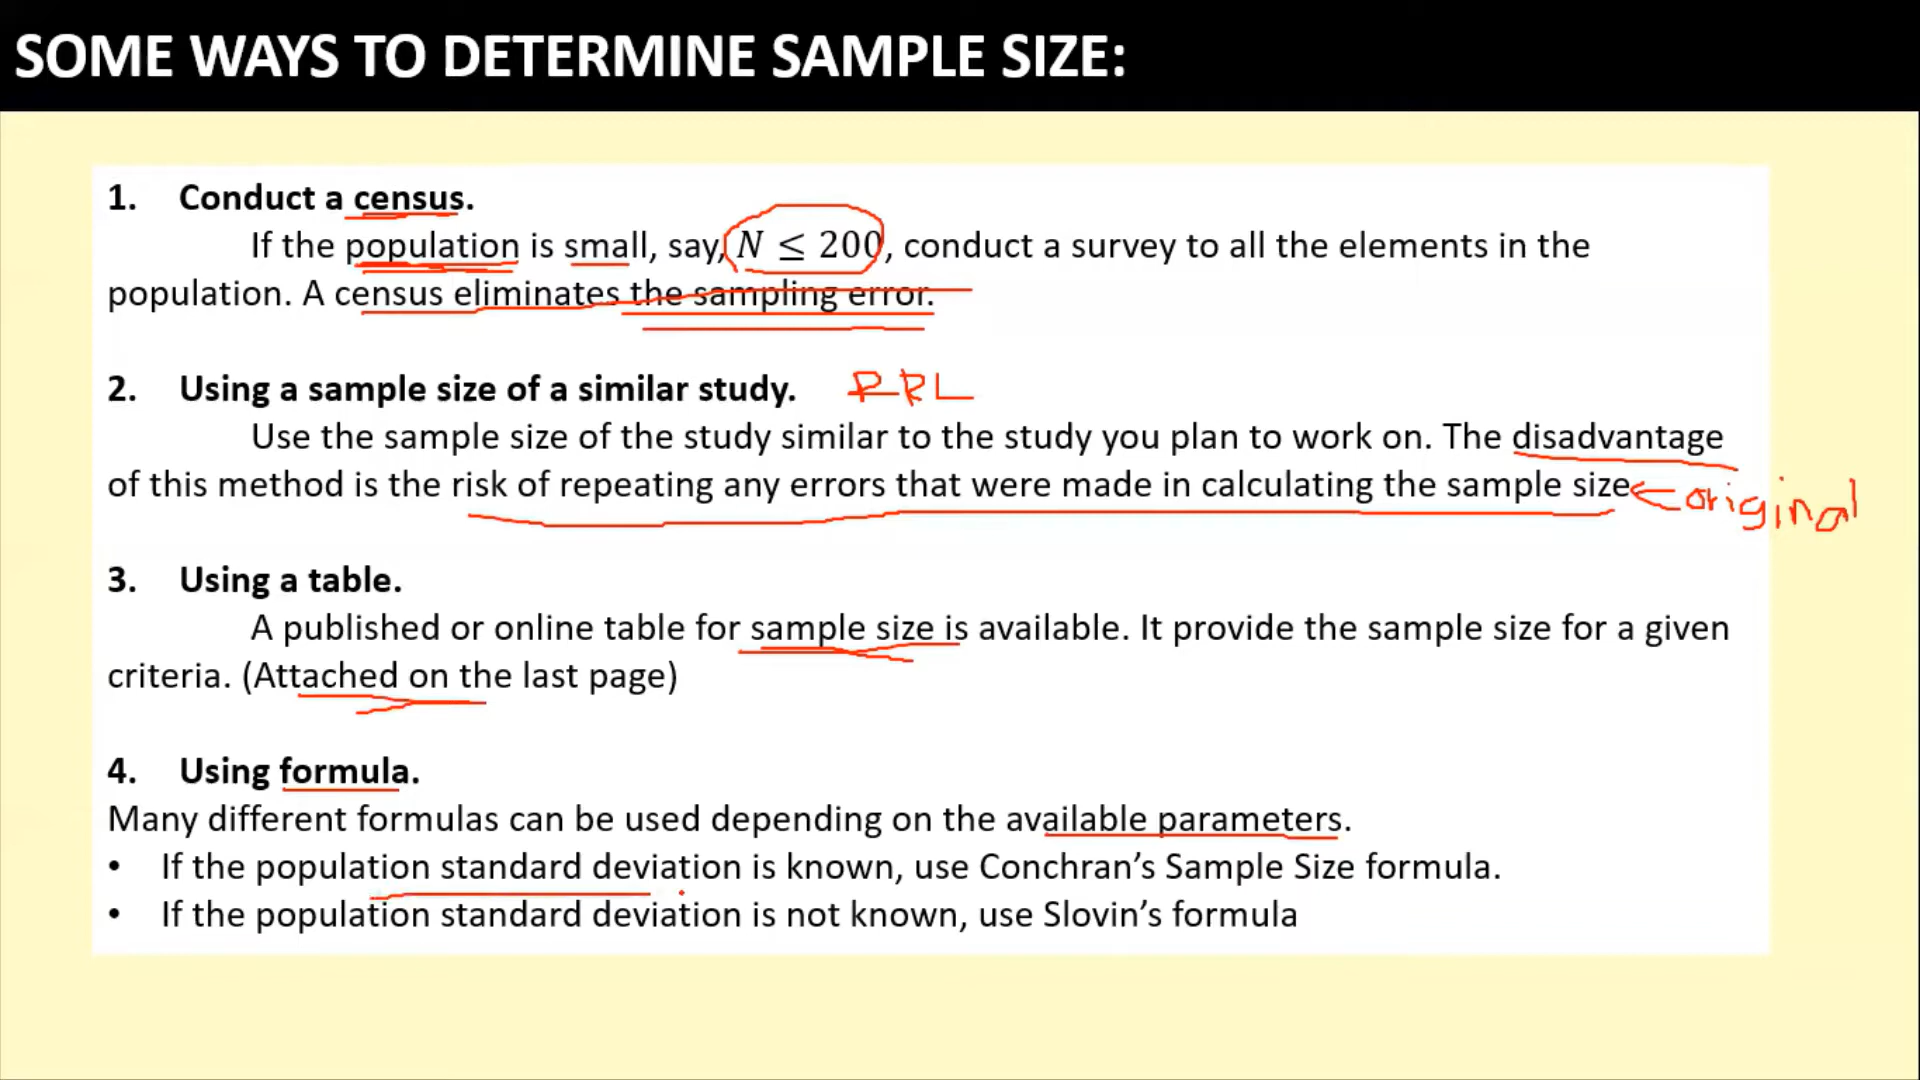 SOME WAYS TO DETERMINE SAMPLE SIZE:
1. Conduct a census.
If the population is small, say, N ≤ 200, conduct a survey to all the elements in the
population. A census eliminates the sampling error.
2. Using a sample size of a similar study. RRL
Use the sample size of the study similar to the study you plan to work on. The disadvantage
of this method is the risk of repeating any errors that were made in calculating the sample size ← original
3. Using a table.
A published or online table for sample size is available. It provide the sample size for a given
criteria. (Attached on the last page)
4. Using formula.
Many different formulas can be used depending on the available parameters.
• If the population standard deviation is known, use Conchran’s Sample Size formula.
• If the population standard deviation is not known, use Slovin’s formula